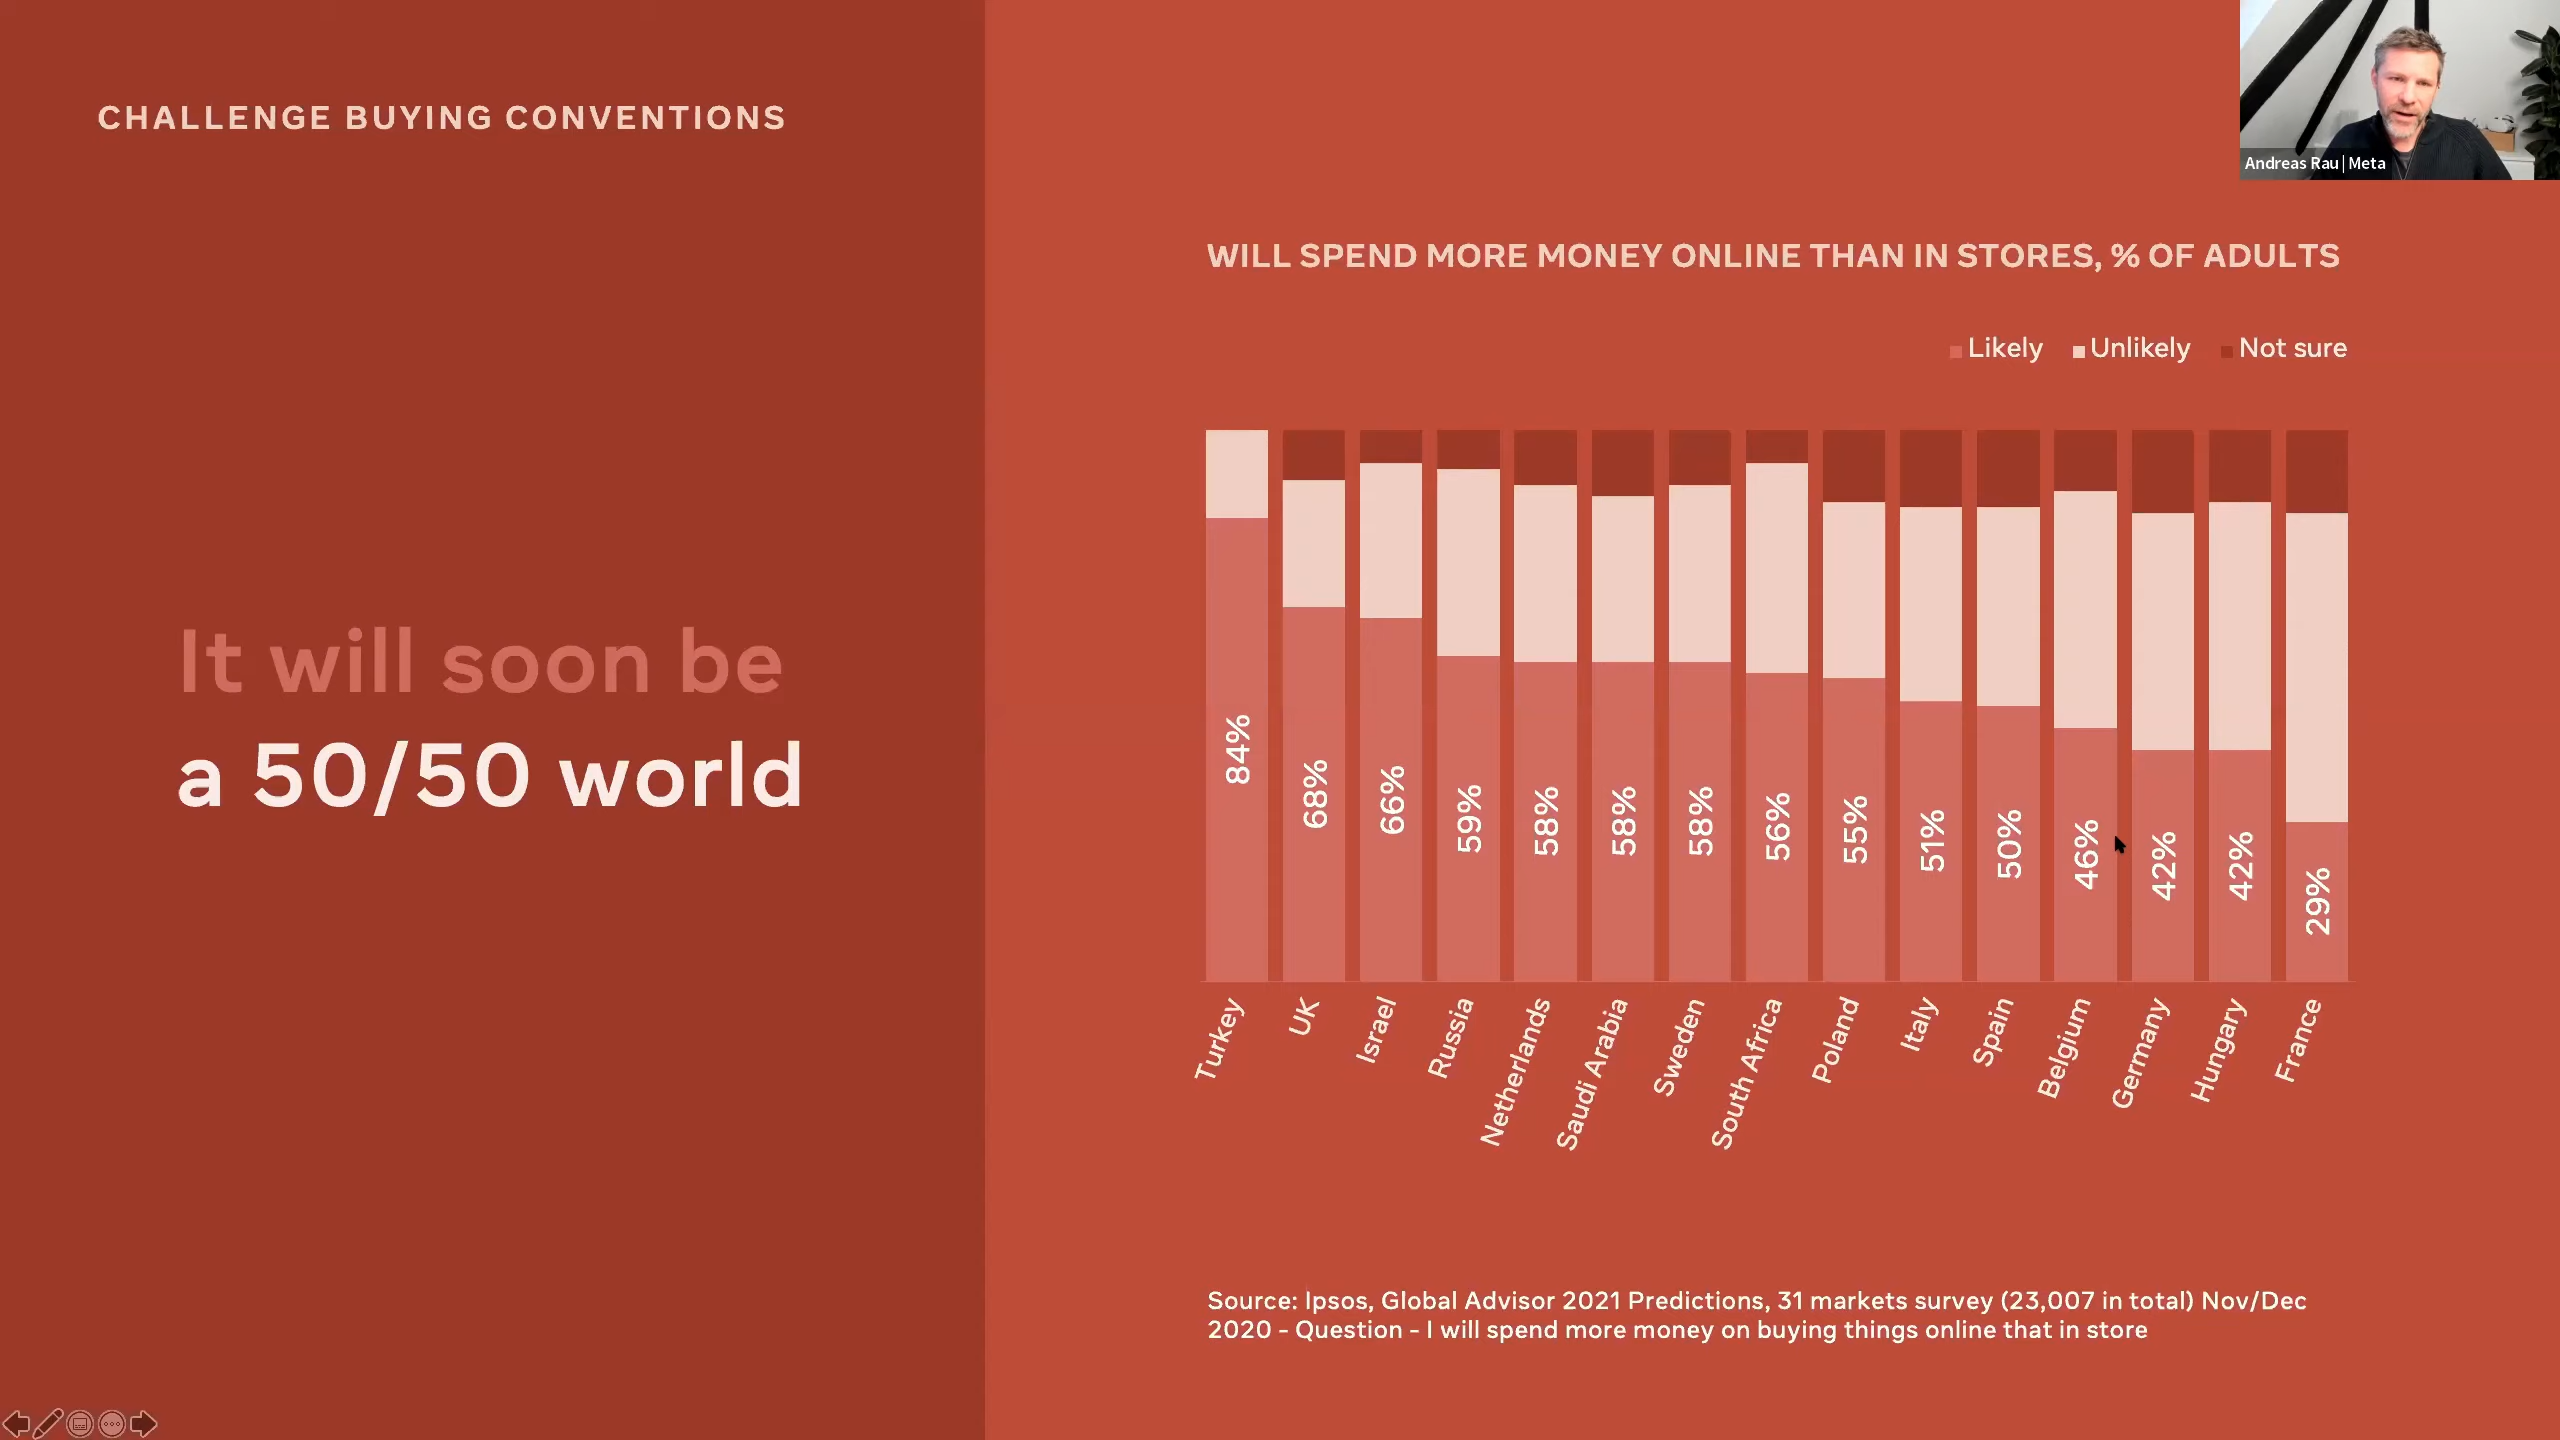 CHALLENGE BUYING CONVENTIONS
Andreas Rau | Meta
It will soon be
a 50/50 world
WILL SPEND MORE MONEY ONLINE THAN IN STORES, % OF ADULTS
Likely Unlikely Not sure
84% 68% 66% 59% 58% 58% 58% 56% 55% 51% 50% 46% 42% 42% 29%
Turkey UK Israel Russia Netherlands Saudi Arabia Sweden South Africa Poland Italy Spain Belgium Germany Hungary France
Source: Ipsos, Global Advisor 2021 Predictions, 31 markets survey (23,007 in total) Nov/Dec
2020 - Question - I will spend more money on buying things online that in store